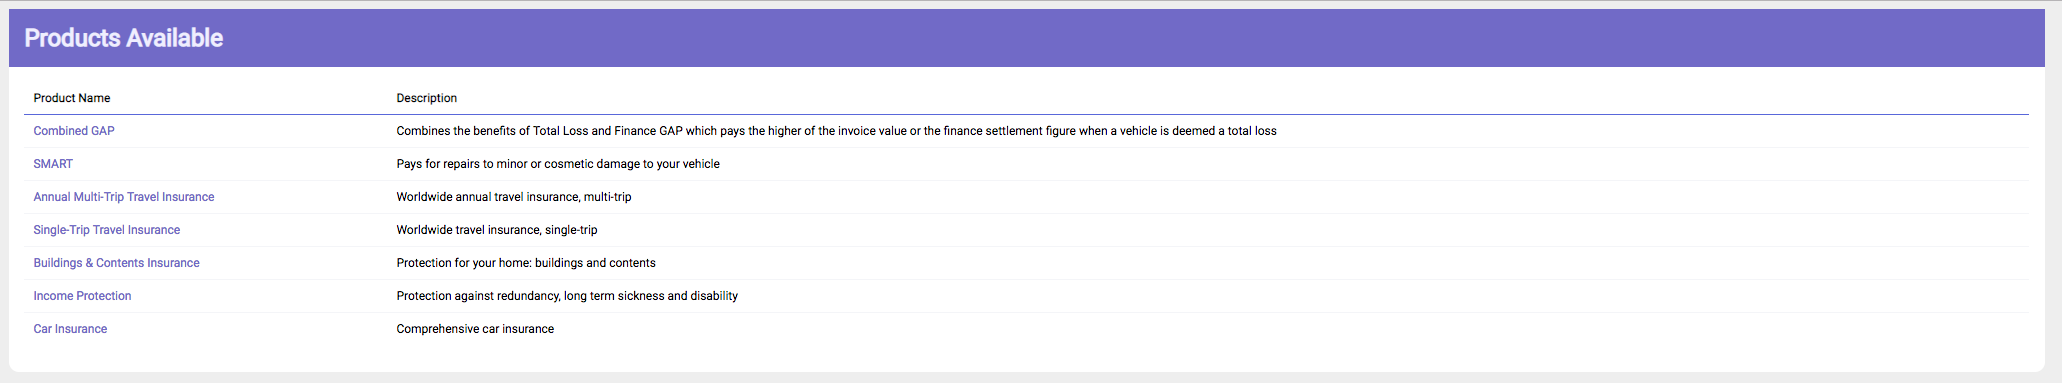 Products Available
Product Name Description
Combined GAP Combines the benefits of Total Loss and Finance GAP which pays the higher of the invoice value or the finance settlement figure when a vehicle is deemed a total loss
SMART Pays for repairs to minor or cosmetic damage to your vehicle
Annual Multi-Trip Travel Insurance Worldwide annual travel insurance, multi-trip
Single-Trip Travel Insurance Worldwide travel insurance, single-trip
Buildings & Contents Insurance Protection for your home: buildings and contents
Income Protection Protection against redundancy, long term sickness and disability
Car Insurance Comprehensive car insurance